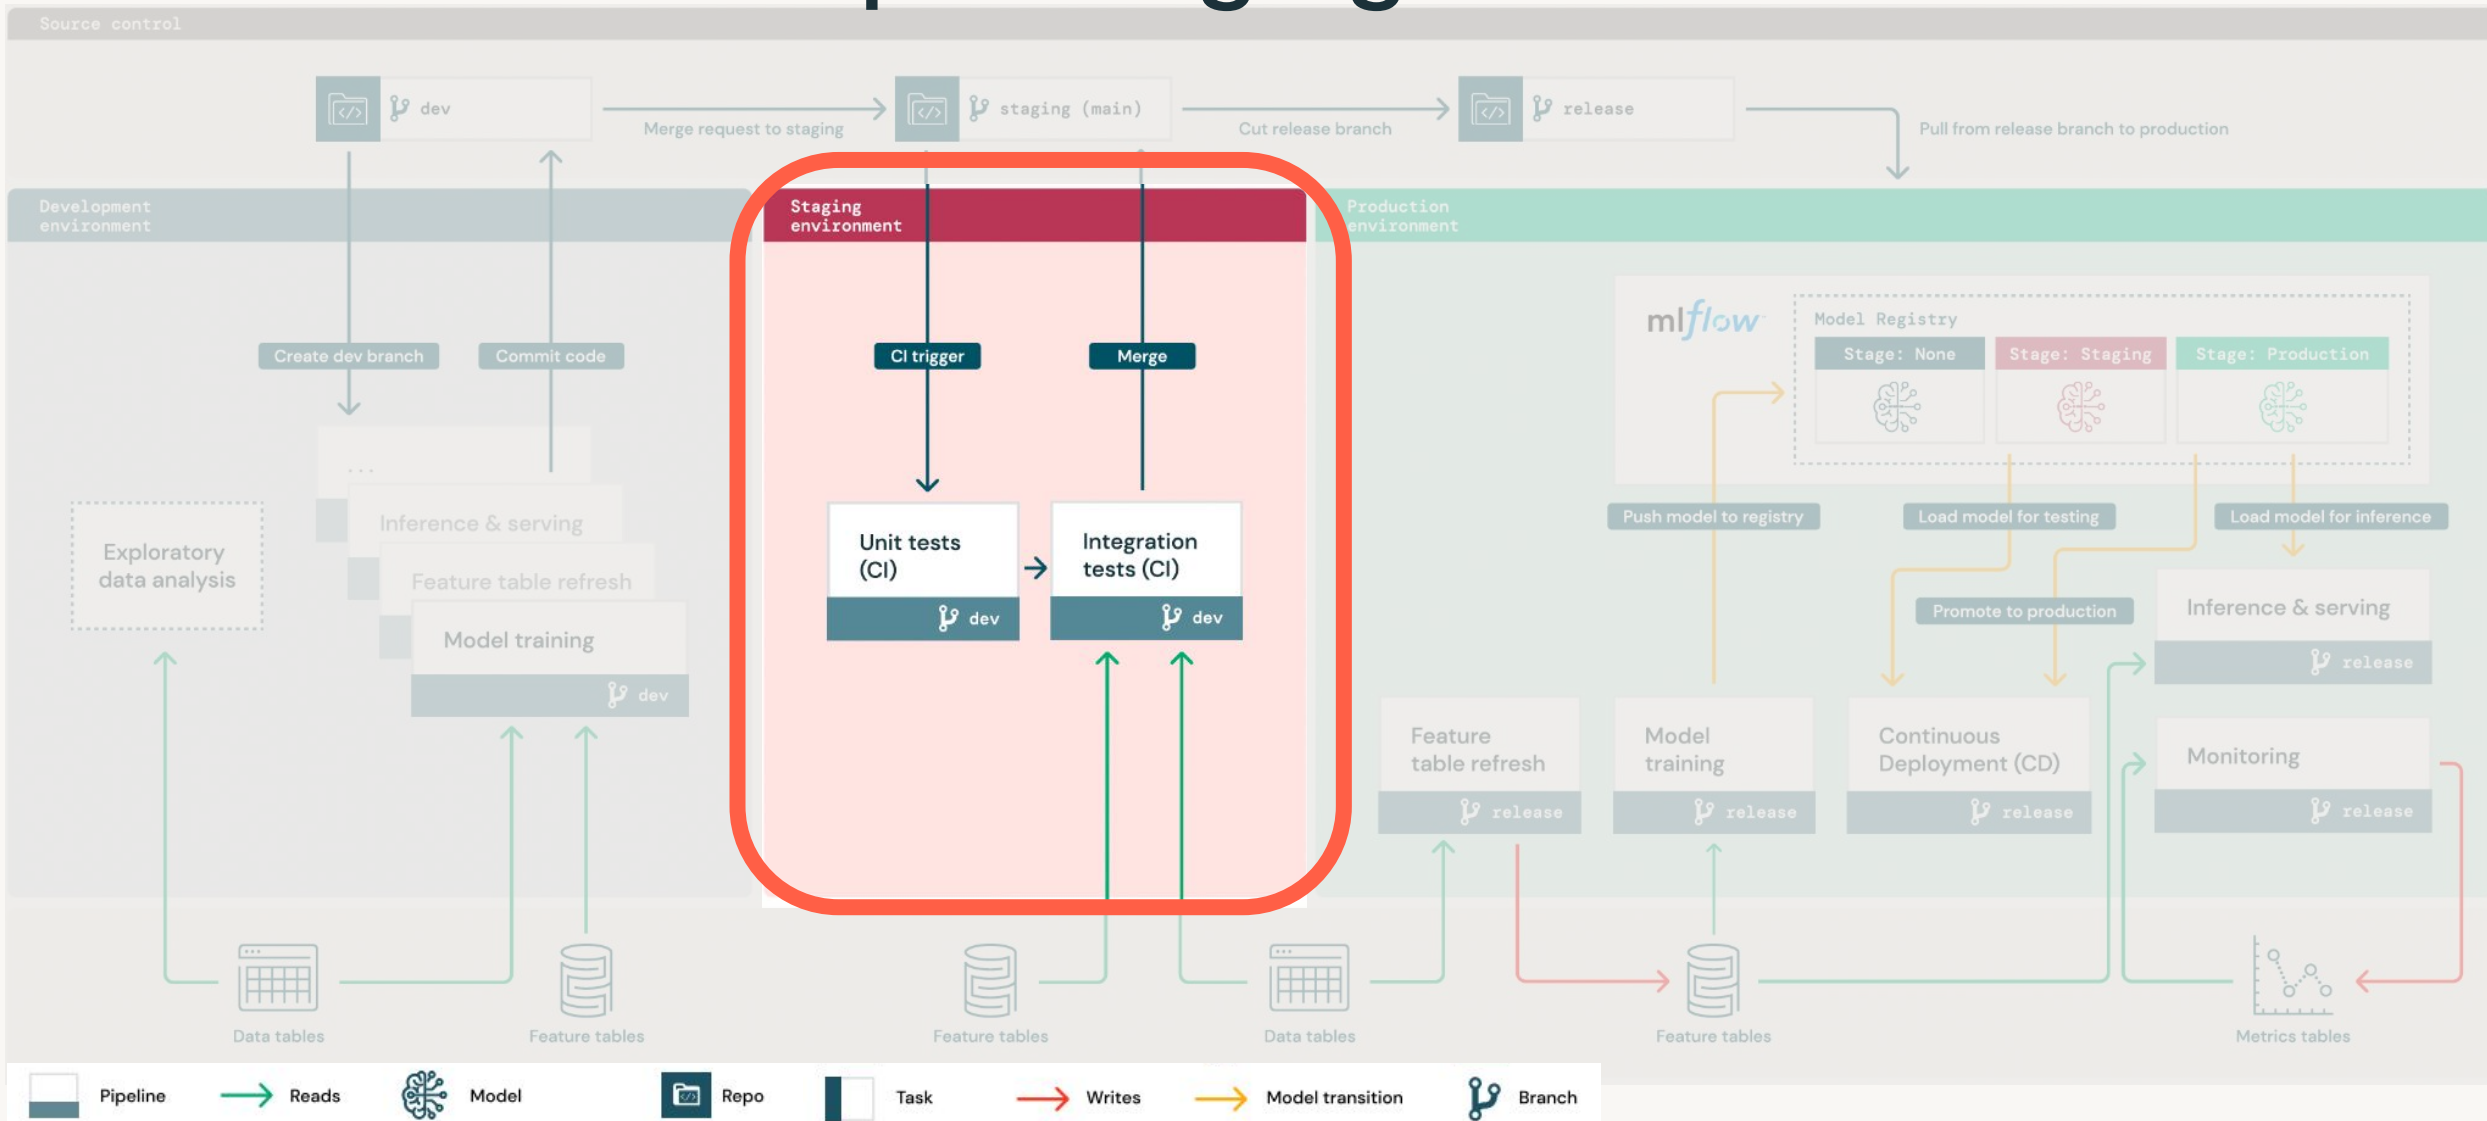 Source control
dev
Merge request to staging
staging (main)
Cut release branch
release
Pull from release branch to production
Development
environment
Staging
environment
Production
environment
Create dev branch
Commit code
CI trigger
Merge
mlflow
Model Registry
Stage: None
Stage: Staging
Stage: Production
...
Inference & serving
Feature table refresh
Model training
dev
Exploratory
data analysis
Unit tests
(CI)
dev
Integration
tests (CI)
dev
Push model to registry
Load model for testing
Load model for inference
Promote to production
Inference & serving
release
Feature
table refresh
release
Model
training
release
Continuous
Deployment (CD)
release
Monitoring
release
Data tables
Feature tables
Feature tables
Data tables
Feature tables
Metrics tables
Pipeline
Reads
Model
Repo
Task
Writes
Model transition
Branch